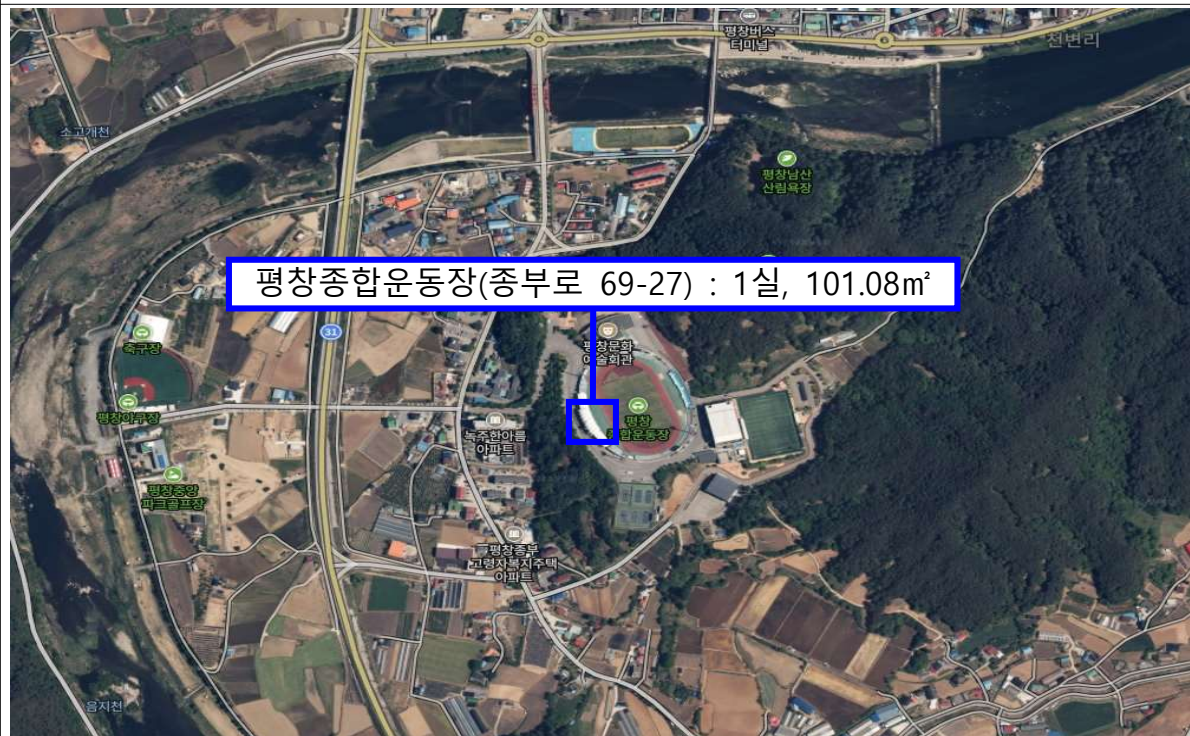 평창버스
터미널
천변리
소고개천
평창남산
산림욕장
평창종합운동장(종부로 69-27) : 1실, 101.08㎡
31
축구장
평창문화
예술회관
평창야구장
평창
종합운동장
녹주한아름
아파트
평창중앙
파크골프장
평창종부
고령자복지주택
아파트
음지천